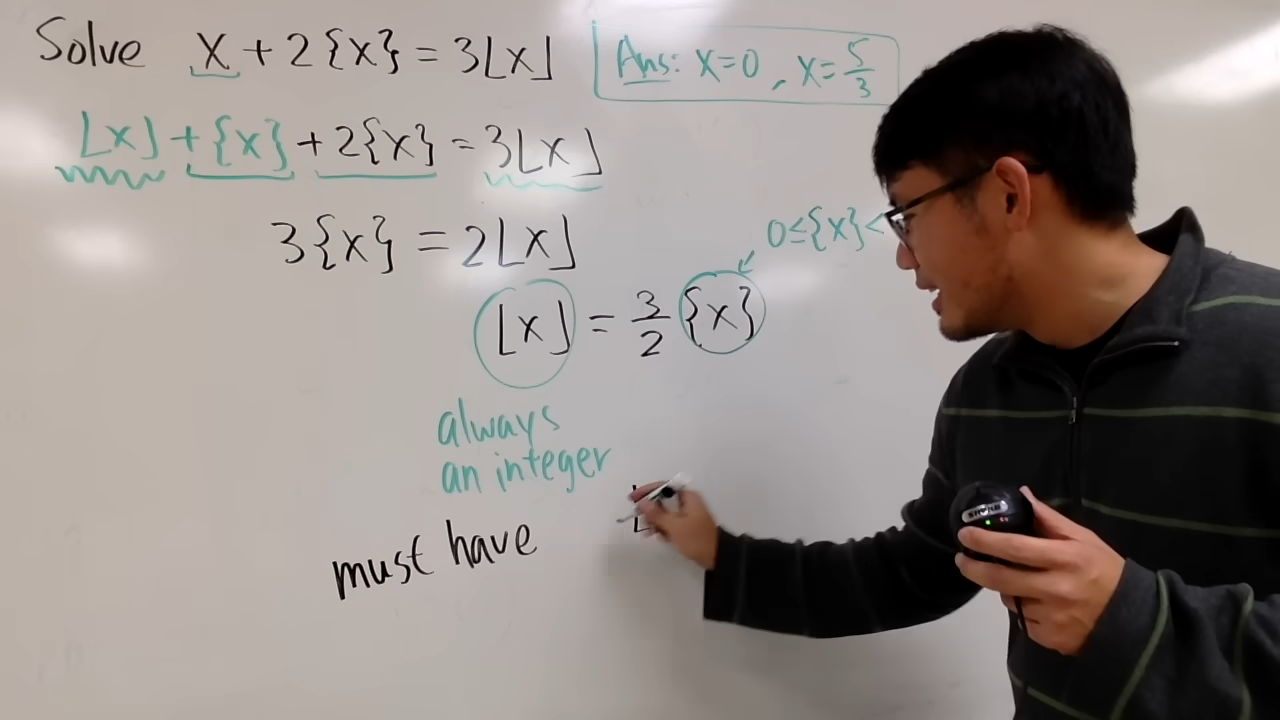 Solve x + 2{x} = 3⌊x⌋
Ans: x=0 , x=5/3
⌊x⌋ + {x} + 2{x} = 3⌊x⌋
3{x} = 2⌊x⌋
0≤{x}<
⌊x⌋ = 3/2 {x}
always
an integer
must have